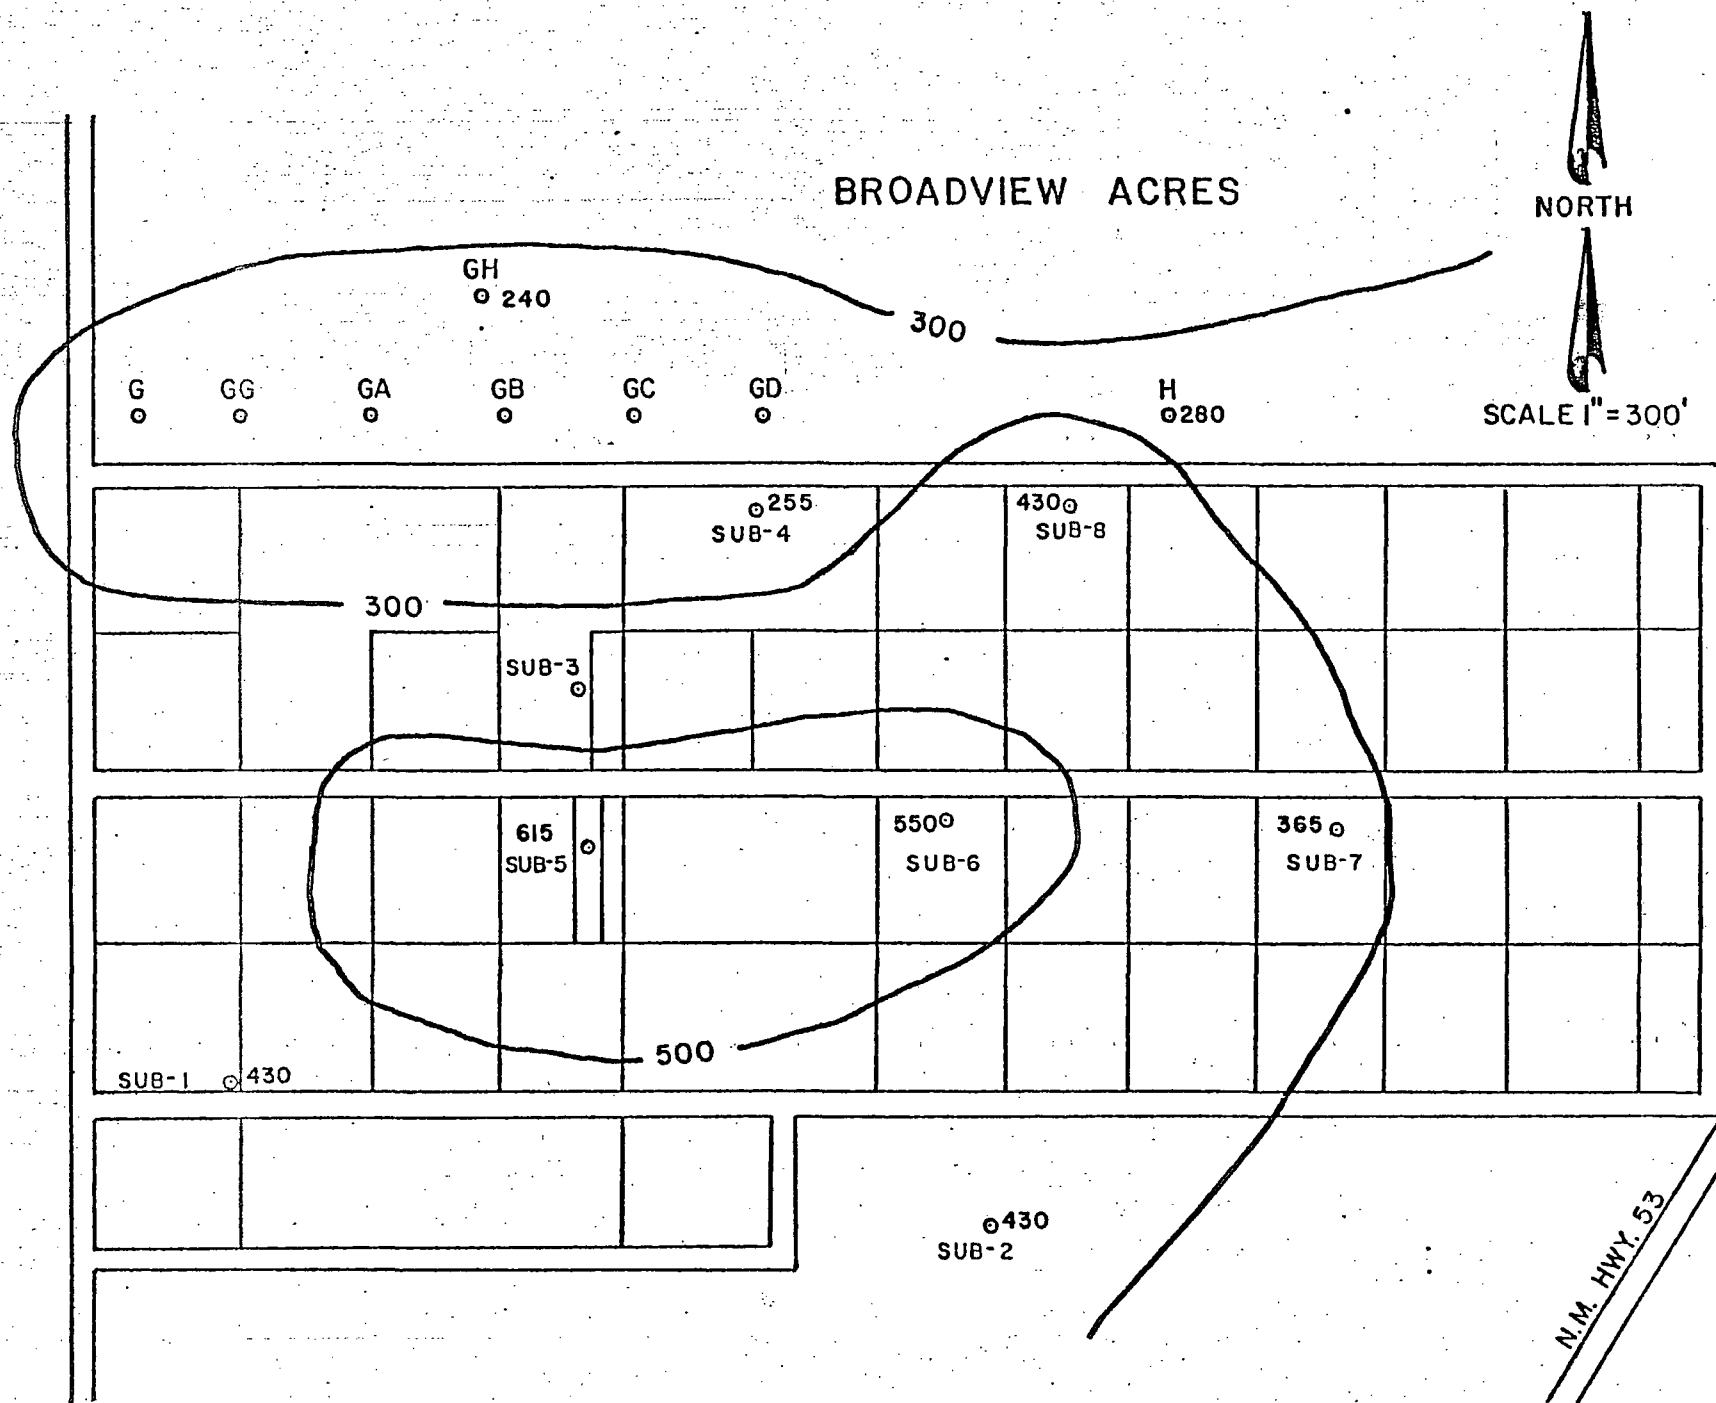 BROADVIEW ACRES
NORTH
GH
240
300
G GG GA GB GC GD H
280
SCALE 1"=300'
255
SUB-4
430
SUB-8
300
SUB-3
615
SUB-5
550
SUB-6
365
SUB-7
500
SUB-1 430
430
SUB-2
N.M. HWY. 53